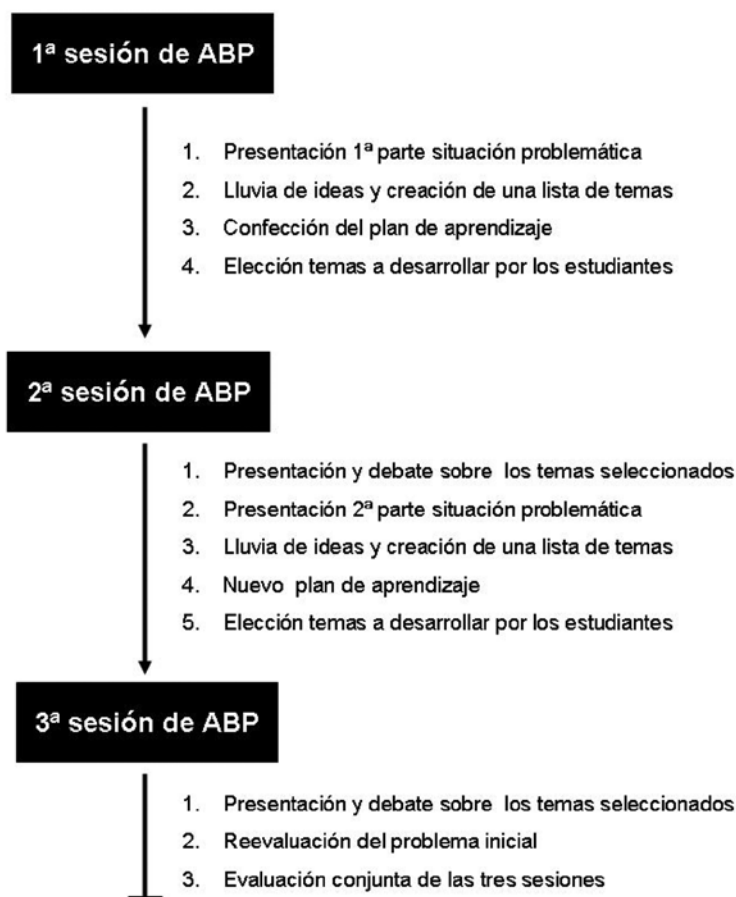 1ª sesión de ABP
1. Presentación 1ª parte situación problemática
2. Lluvia de ideas y creación de una lista de temas
3. Confección del plan de aprendizaje
4. Elección temas a desarrollar por los estudiantes
2ª sesión de ABP
1. Presentación y debate sobre los temas seleccionados
2. Presentación 2ª parte situación problemática
3. Lluvia de ideas y creación de una lista de temas
4. Nuevo plan de aprendizaje
5. Elección temas a desarrollar por los estudiantes
3ª sesión de ABP
1. Presentación y debate sobre los temas seleccionados
2. Reevaluación del problema inicial
3. Evaluación conjunta de las tres sesiones